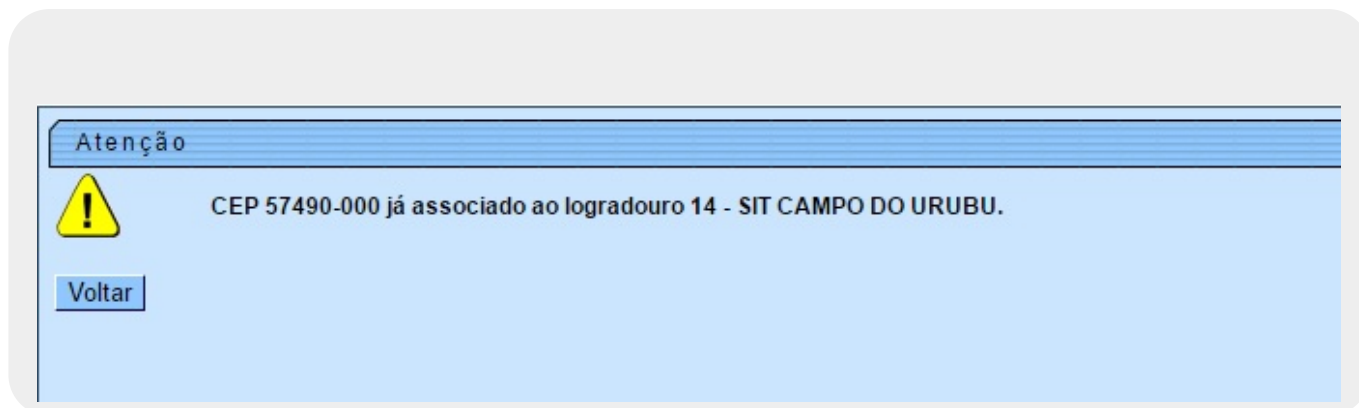 Atenção
CEP 57490-000 já associado ao logradouro 14 - SIT CAMPO DO URUBU.
Voltar